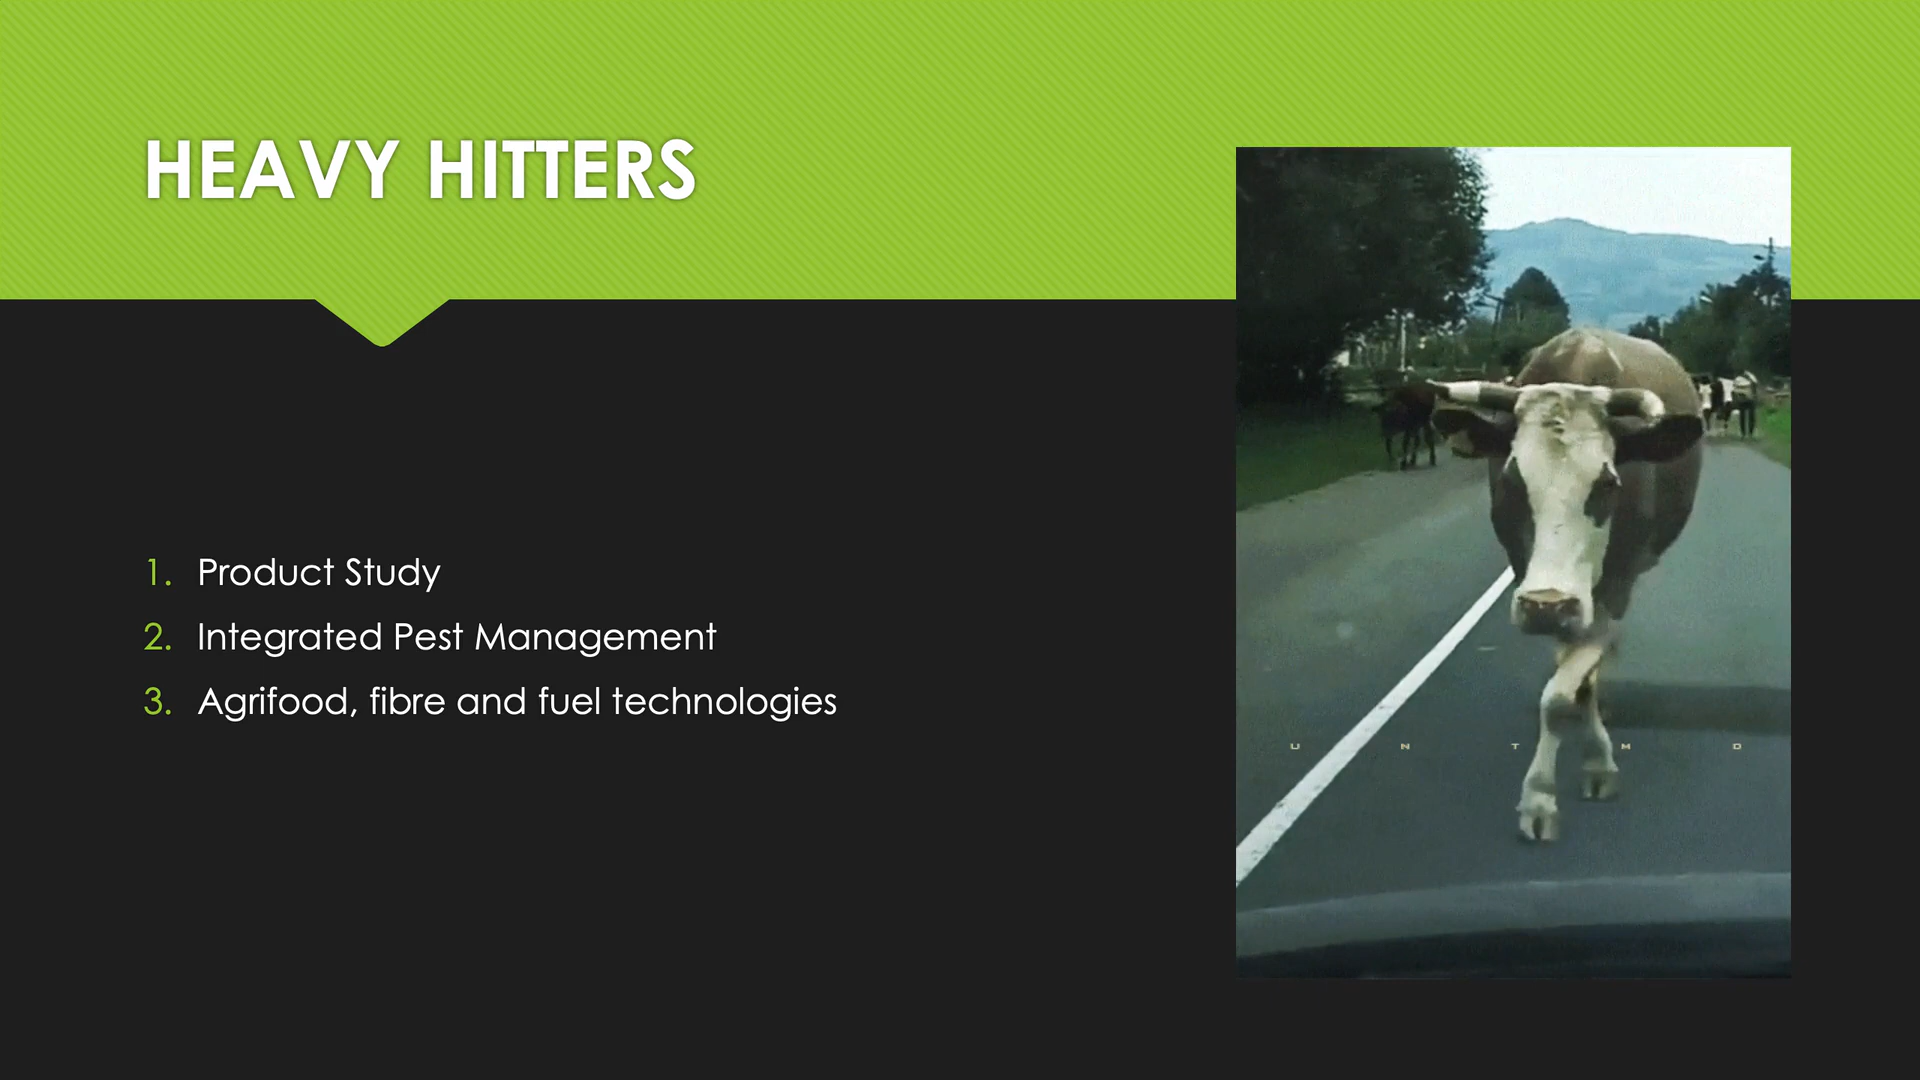 HEAVY HITTERS
1. Product Study
2. Integrated Pest Management
3. Agrifood, fibre and fuel technologies
U N T M D